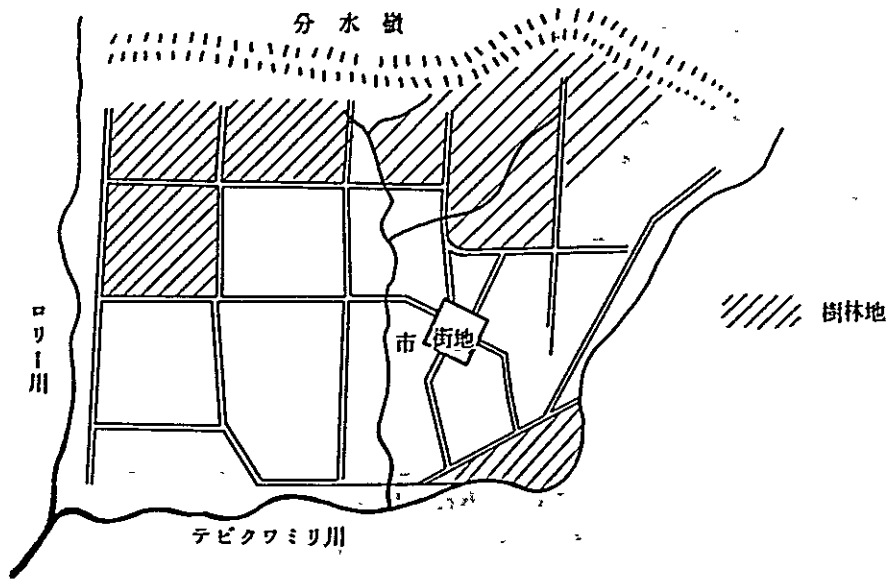 分水嶺
ロリー川
市街地
樹林地
テビクワミリ川